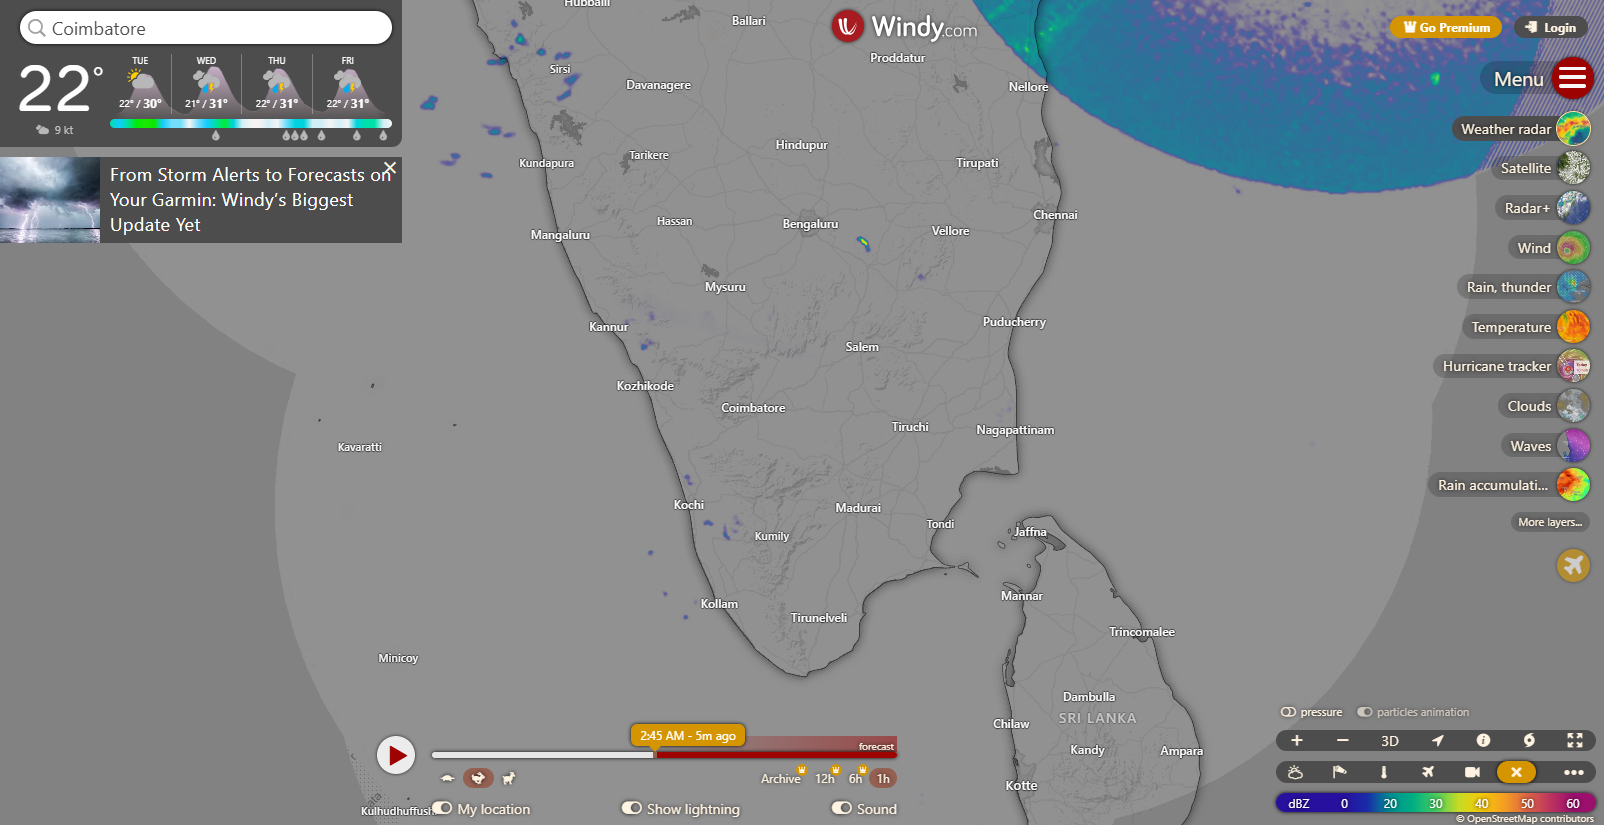 Coimbatore
22°
9 kt
TUE
22° / 30°
WED
21° / 31°
THU
22° / 31°
FRI
22° / 31°
From Storm Alerts to Forecasts on
Your Garmin: Windy's Biggest
Update Yet
Windy.com
Go Premium
Login
Menu
Weather radar
Satellite
Radar+
Wind
Rain, thunder
Temperature
Hurricane tracker
Clouds
Waves
Rain accumulati...
More layers...
Hubballi
Ballari
Proddatur
Sirsi
Davanagere
Nellore
Kundapura
Tarikere
Hindupur
Tirupati
Mangaluru
Hassan
Bengaluru
Vellore
Chennai
Mysuru
Kannur
Puducherry
Salem
Kozhikode
Coimbatore
Tiruchi
Nagapattinam
Kavaratti
Kochi
Madurai
Tondi
Kumily
Jaffna
Kollam
Tirunelveli
Mannar
Trincomalee
Minicoy
Dambulla
SRI LANKA
Chilaw
Kandy
Ampara
Kotte
Kulhudhuffush
2:45 AM - 5m ago
forecast
Archive
12h
6h
1h
My location
Show lightning
Sound
pressure
particles animation
+
−
3D
dBZ
0
20
30
40
50
60
© OpenStreetMap contributors